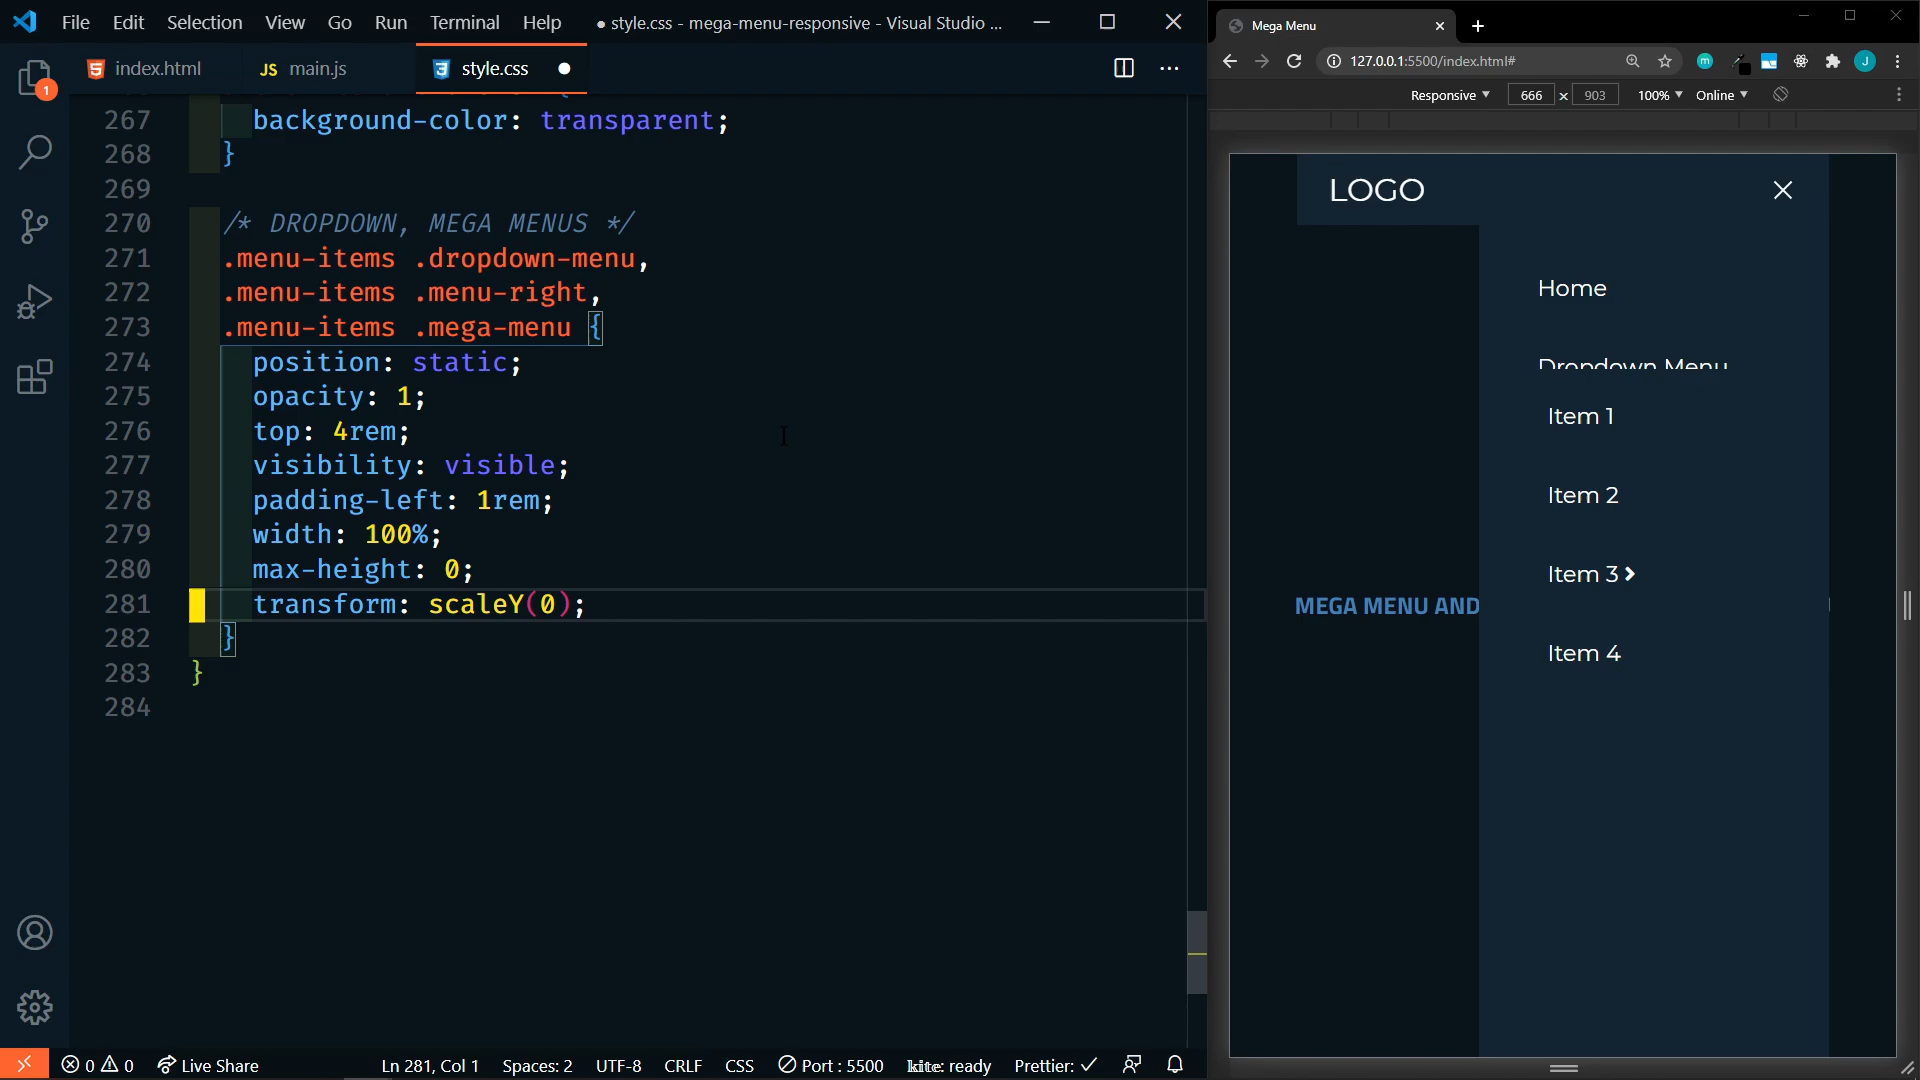 File Edit Selection View Go Run Terminal Help ● style.css - mega-menu-responsive - Visual Studio ...
1
index.html
JS main.js
style.css
267 background-color: transparent;
268 }
269
270 /* DROPDOWN, MEGA MENUS */
271 .menu-items .dropdown-menu,
272 .menu-items .menu-right,
273 .menu-items .mega-menu {
274 position: static;
275 opacity: 1;
276 top: 4rem;
277 visibility: visible;
278 padding-left: 1rem;
279 width: 100%;
280 max-height: 0;
281 transform: scaleY(0);
282 }
283 }
284
0 0 Live Share Ln 281, Col 1 Spaces: 2 UTF-8 CRLF CSS Port : 5500 kite: ready Prettier: ✓
Mega Menu
127.0.0.1:5500/index.html#
m
J
Responsive 666 x 903 100% Online
LOGO
Home
Dropdown Menu
Item 1
Item 2
Item 3
Item 4
MEGA MENU AND